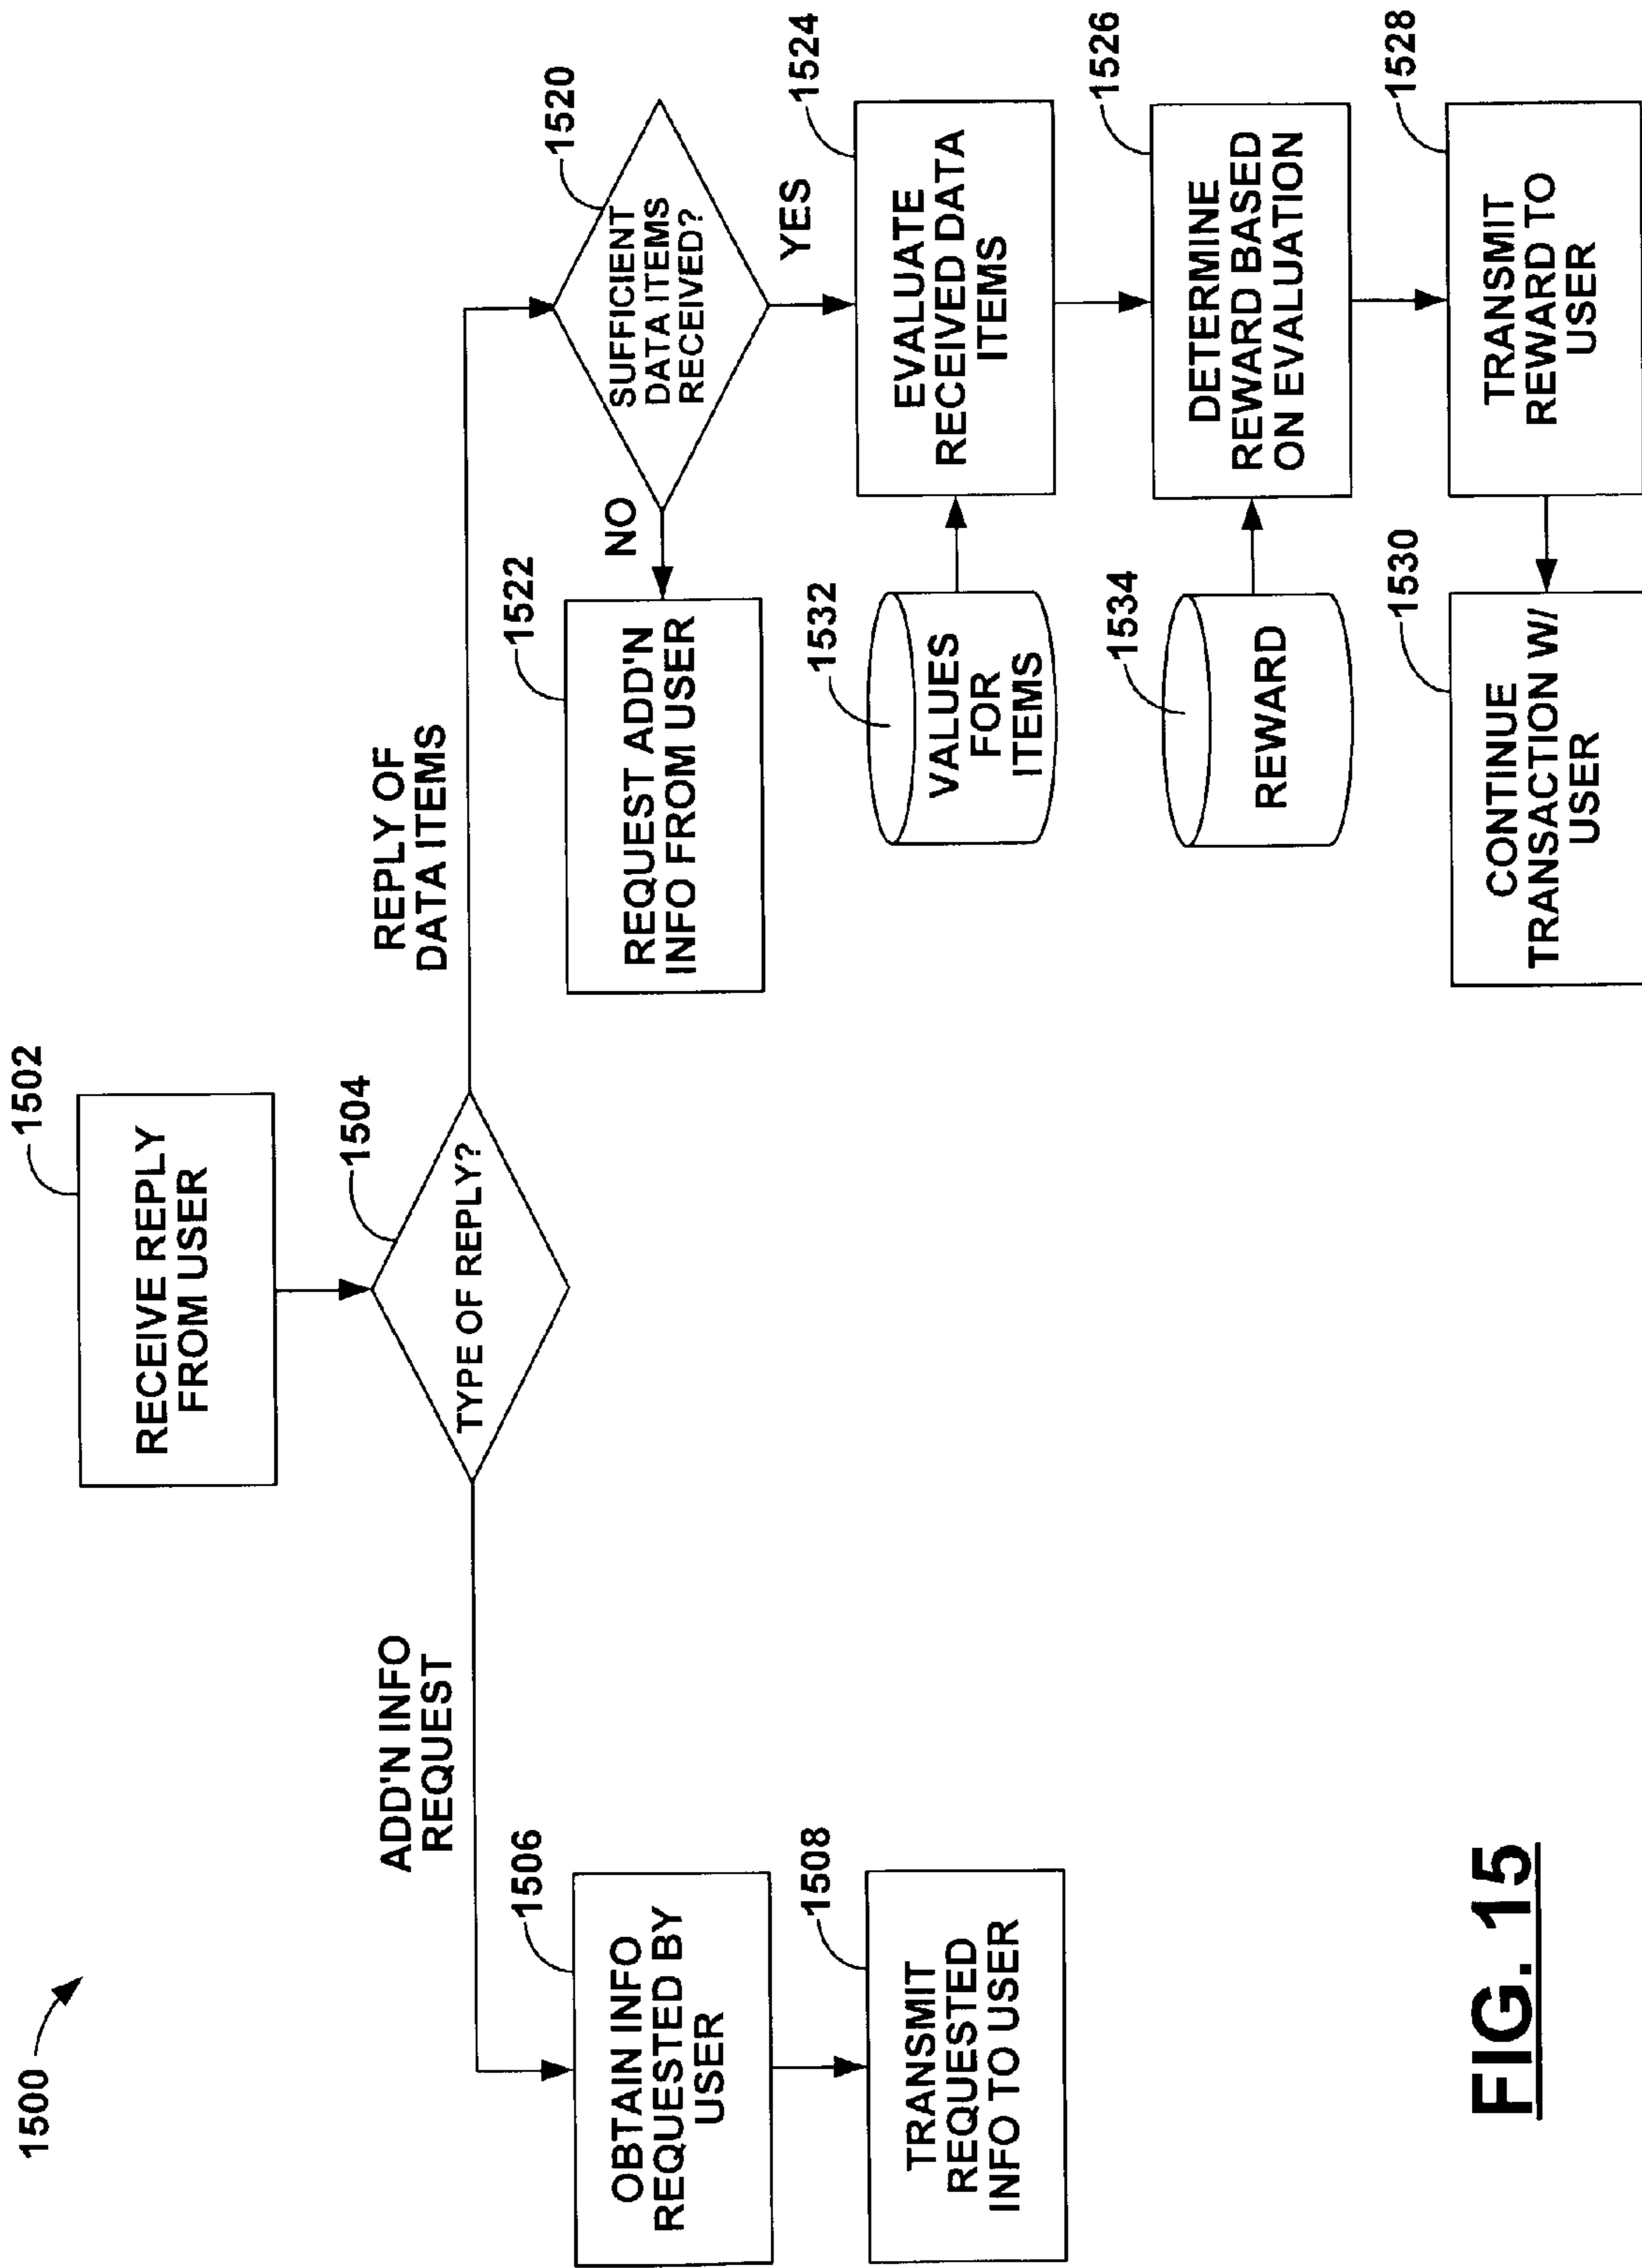 1500
1502
RECEIVE REPLY
FROM USER
1504
TYPE OF REPLY?
ADD'N INFO
REQUEST
REPLY OF
DATA ITEMS
1506
OBTAIN INFO
REQUESTED BY
USER
1508
TRANSMIT
REQUESTED
INFO TO USER
1520
SUFFICIENT
DATA ITEMS
RECEIVED?
NO
YES
1522
REQUEST ADD'N
INFO FROM USER
1524
EVALUATE
RECEIVED DATA
ITEMS
1532
VALUES
FOR
ITEMS
1526
DETERMINE
REWARD BASED
ON EVALUATION
1534
REWARD
1528
TRANSMIT
REWARD TO
USER
1530
CONTINUE
TRANSACTION W/
USER
FIG. 15